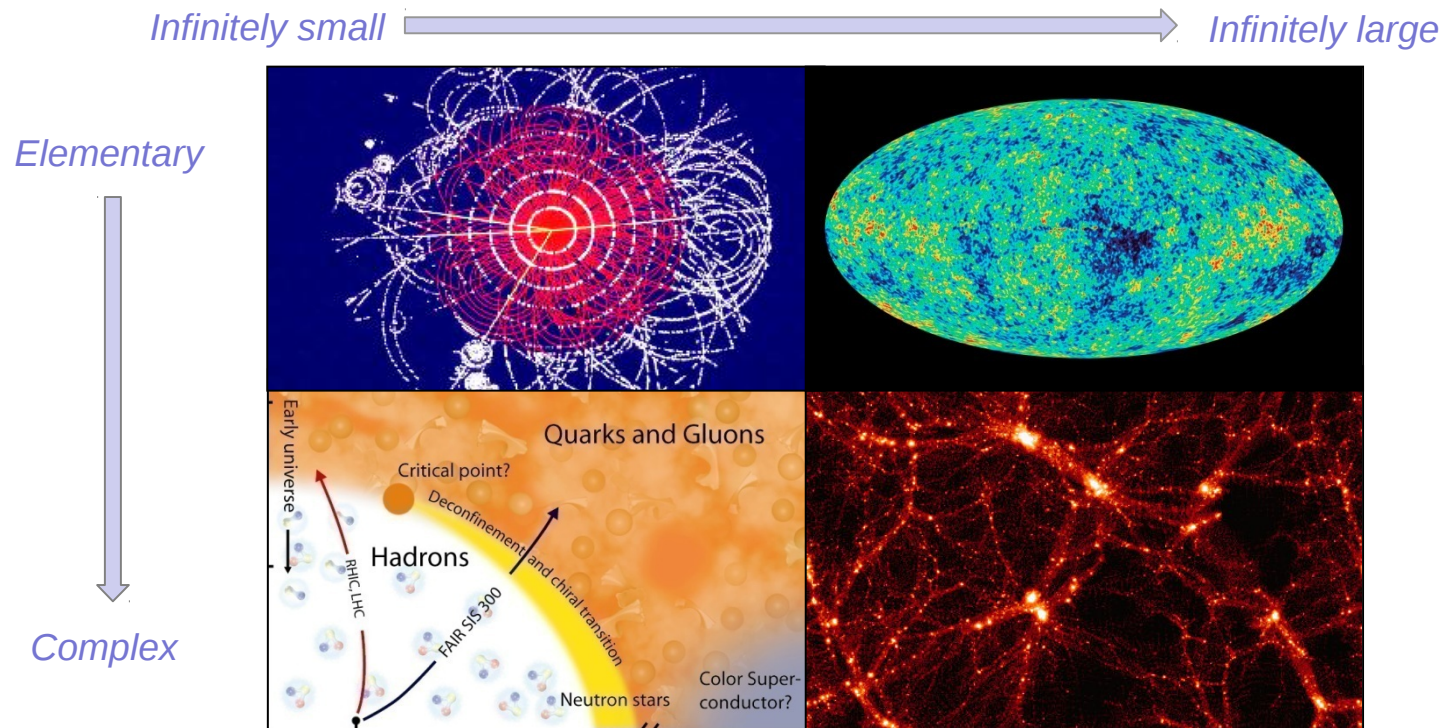 Infinitely small
Infinitely large
Elementary
Complex
Early universe
Quarks and Gluons
Critical point?
Deconfinement and chiral transition
Hadrons
RHIC, LHC
FAIR SIS 300
Neutron stars
Color Super-
conductor?